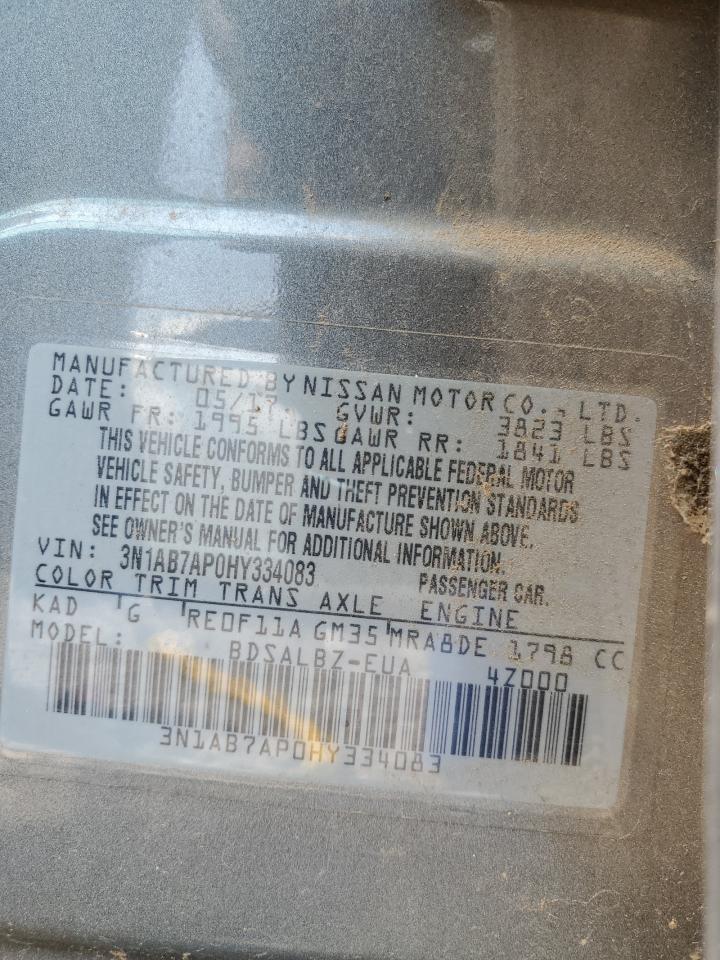 MANUFACTURED BY NISSAN MOTOR CO., LTD.
DATE: 05/17 GVWR: 3823 LBS
GAWR FR: 1995 LBS GAWR RR: 1841 LBS
THIS VEHICLE CONFORMS TO ALL APPLICABLE FEDERAL MOTOR
VEHICLE SAFETY, BUMPER AND THEFT PREVENTION STANDARDS
IN EFFECT ON THE DATE OF MANUFACTURE SHOWN ABOVE.
SEE OWNER'S MANUAL FOR ADDITIONAL INFORMATION.
VIN: 3N1AB7AP0HY334083 PASSENGER CAR.
COLOR TRIM TRANS AXLE ENGINE
KAD G RE0F11A GM35 MRA8DE 1798 CC
MODEL: BDSALBZ-EUA 4Z000
3N1AB7AP0HY334083